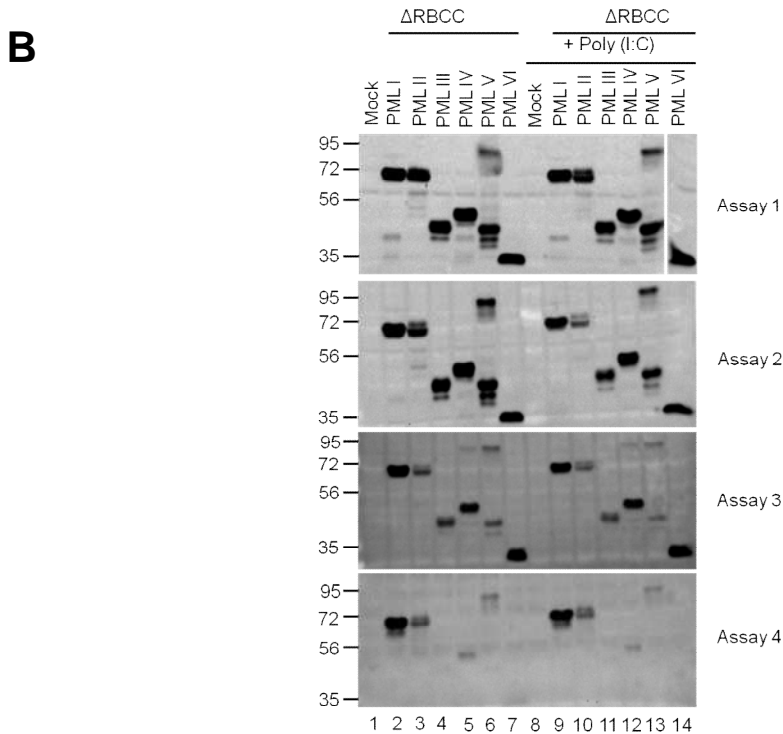 B
ΔRBCC ΔRBCC
+ Poly (I:C)
Mock PML I PML II PML III PML IV PML V PML VI Mock PML I PML II PML III PML IV PML V PML VI
95
72
56
35
Assay 1
95
72
56
35
Assay 2
95
72
56
35
Assay 3
95
72
56
35
Assay 4
1 2 3 4 5 6 7 8 9 10 11 12 13 14